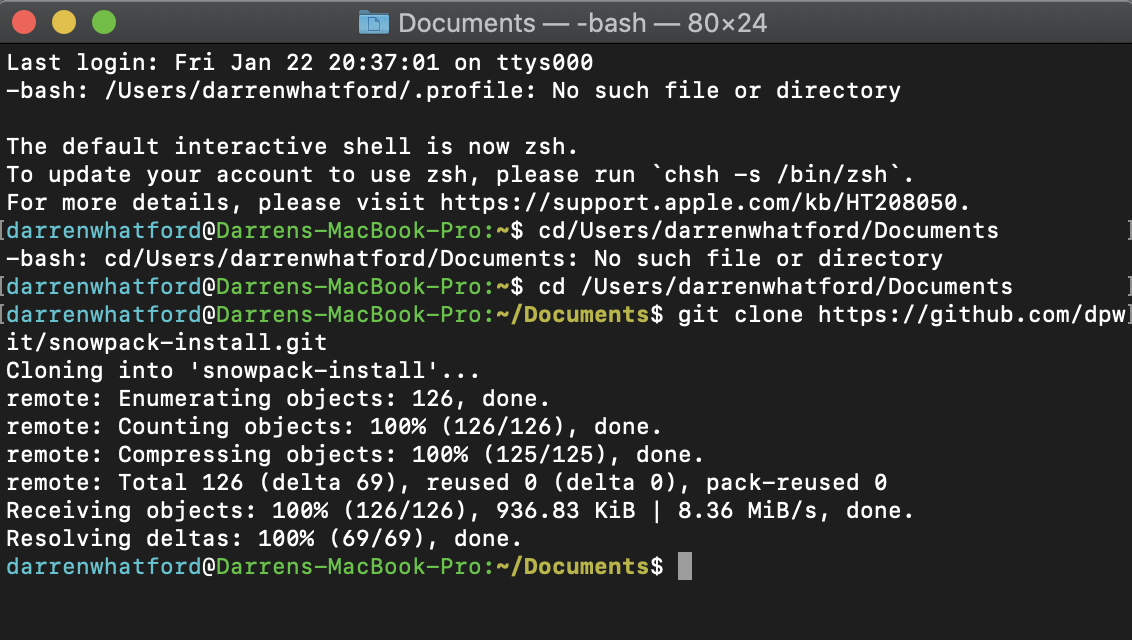 Documents — -bash — 80×24
Last login: Fri Jan 22 20:37:01 on ttys000
-bash: /Users/darrenwhatford/.profile: No such file or directory
The default interactive shell is now zsh.
To update your account to use zsh, please run `chsh -s /bin/zsh`.
For more details, please visit https://support.apple.com/kb/HT208050.
[darrenwhatford@Darrens-MacBook-Pro:~$ cd/Users/darrenwhatford/Documents ]
-bash: cd/Users/darrenwhatford/Documents: No such file or directory
[darrenwhatford@Darrens-MacBook-Pro:~$ cd /Users/darrenwhatford/Documents ]
[darrenwhatford@Darrens-MacBook-Pro:~/Documents$ git clone https://github.com/dpw]
it/snowpack-install.git
Cloning into 'snowpack-install'...
remote: Enumerating objects: 126, done.
remote: Counting objects: 100% (126/126), done.
remote: Compressing objects: 100% (125/125), done.
remote: Total 126 (delta 69), reused 0 (delta 0), pack-reused 0
Receiving objects: 100% (126/126), 936.83 KiB | 8.36 MiB/s, done.
Resolving deltas: 100% (69/69), done.
darrenwhatford@Darrens-MacBook-Pro:~/Documents$